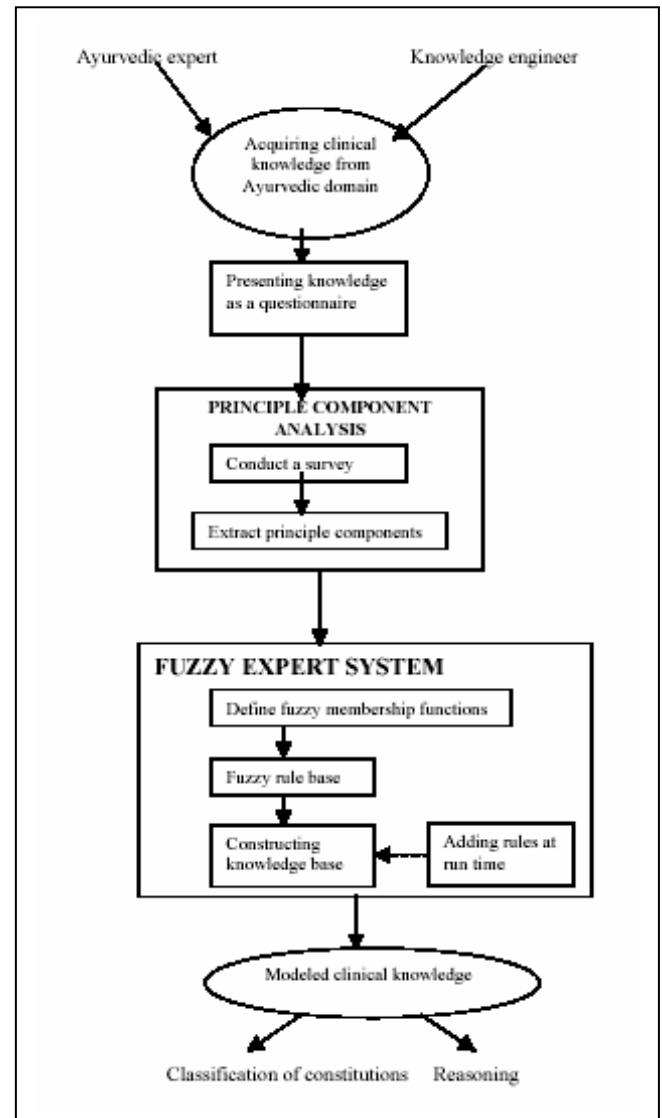 Ayurvedic expert
Knowledge engineer
Acquiring clinical
knowledge from
Ayurvedic domain
Presenting knowledge
as a questionnaire
PRINCIPLE COMPONENT
ANALYSIS
Conduct a survey
Extract principle components
FUZZY EXPERT SYSTEM
Define fuzzy membership functions
Fuzzy rule base
Constructing
knowledge base
Adding rules at
run time
Modeled clinical knowledge
Classification of constitutions
Reasoning